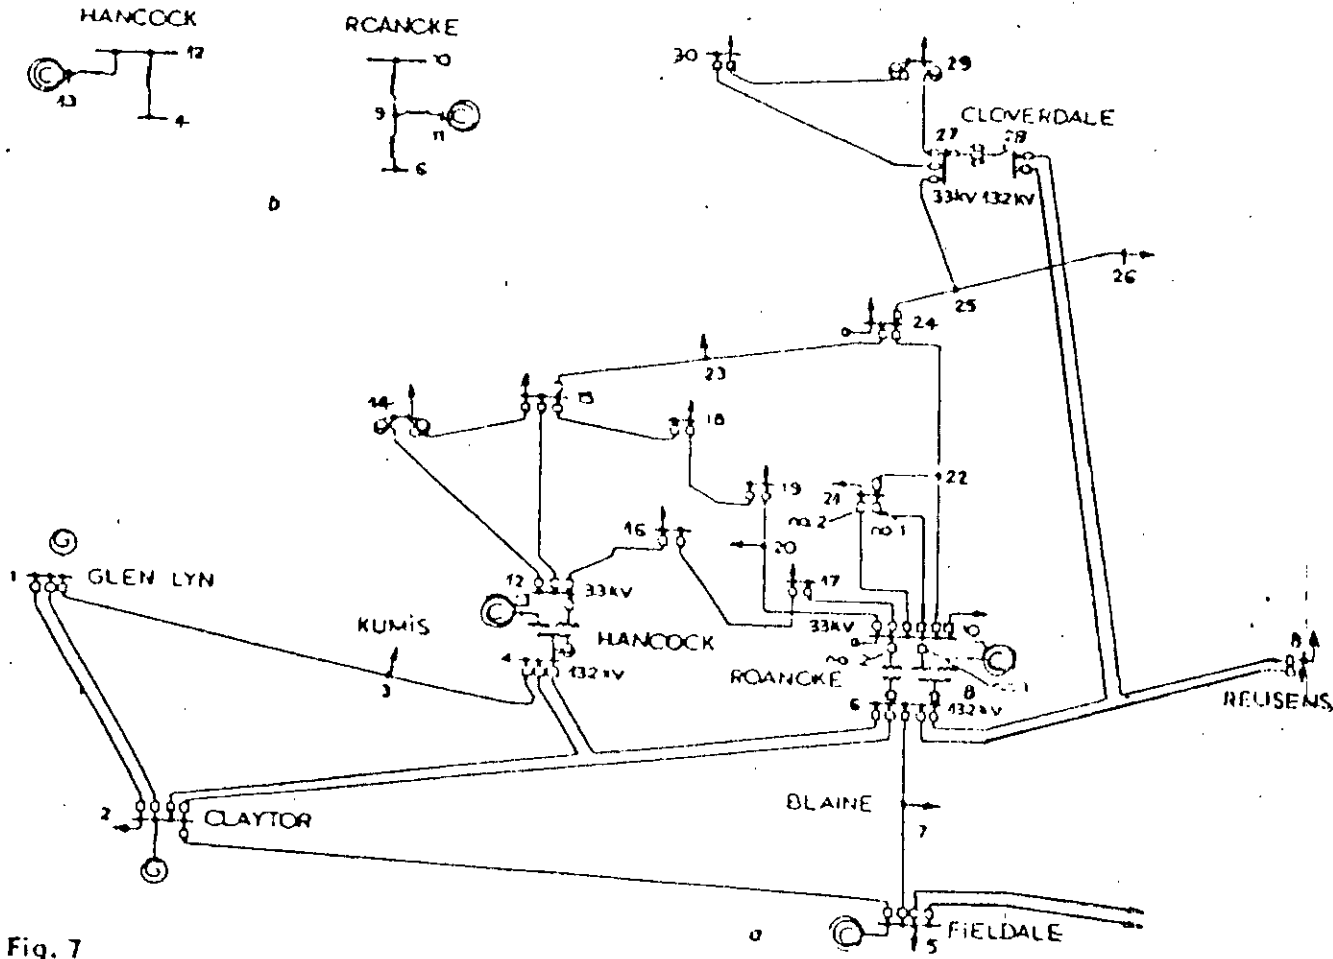 HANCOCK
12
13
4
ROANCKE
10
9
11
6
b
30
29
CLOVERDALE
27
28
33kV 132kV
26
25
24
23
14
15
18
22
19
21
no 2
no 1
16
20
1
GLEN LYN
12
33kV
17
KUMIS
HANCOCK
33kV
10
4
132kV
3
ROANCKE
no 2
8
REUSENS
6
132kV
BLAINE
2
CLAYTOR
7
a
FIELDALE
5
Fig. 7